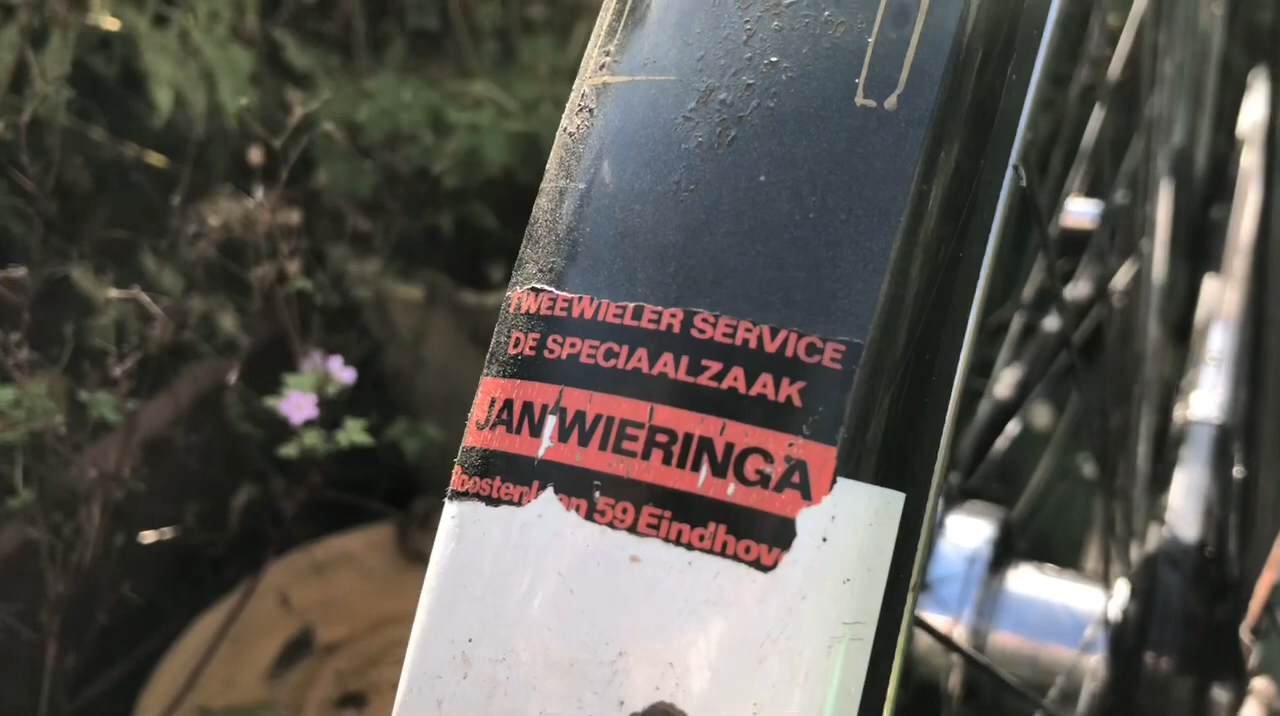 TWEEWIELER SERVICE
DE SPECIAALZAAK
JAN WIERINGA
59 Eindhov